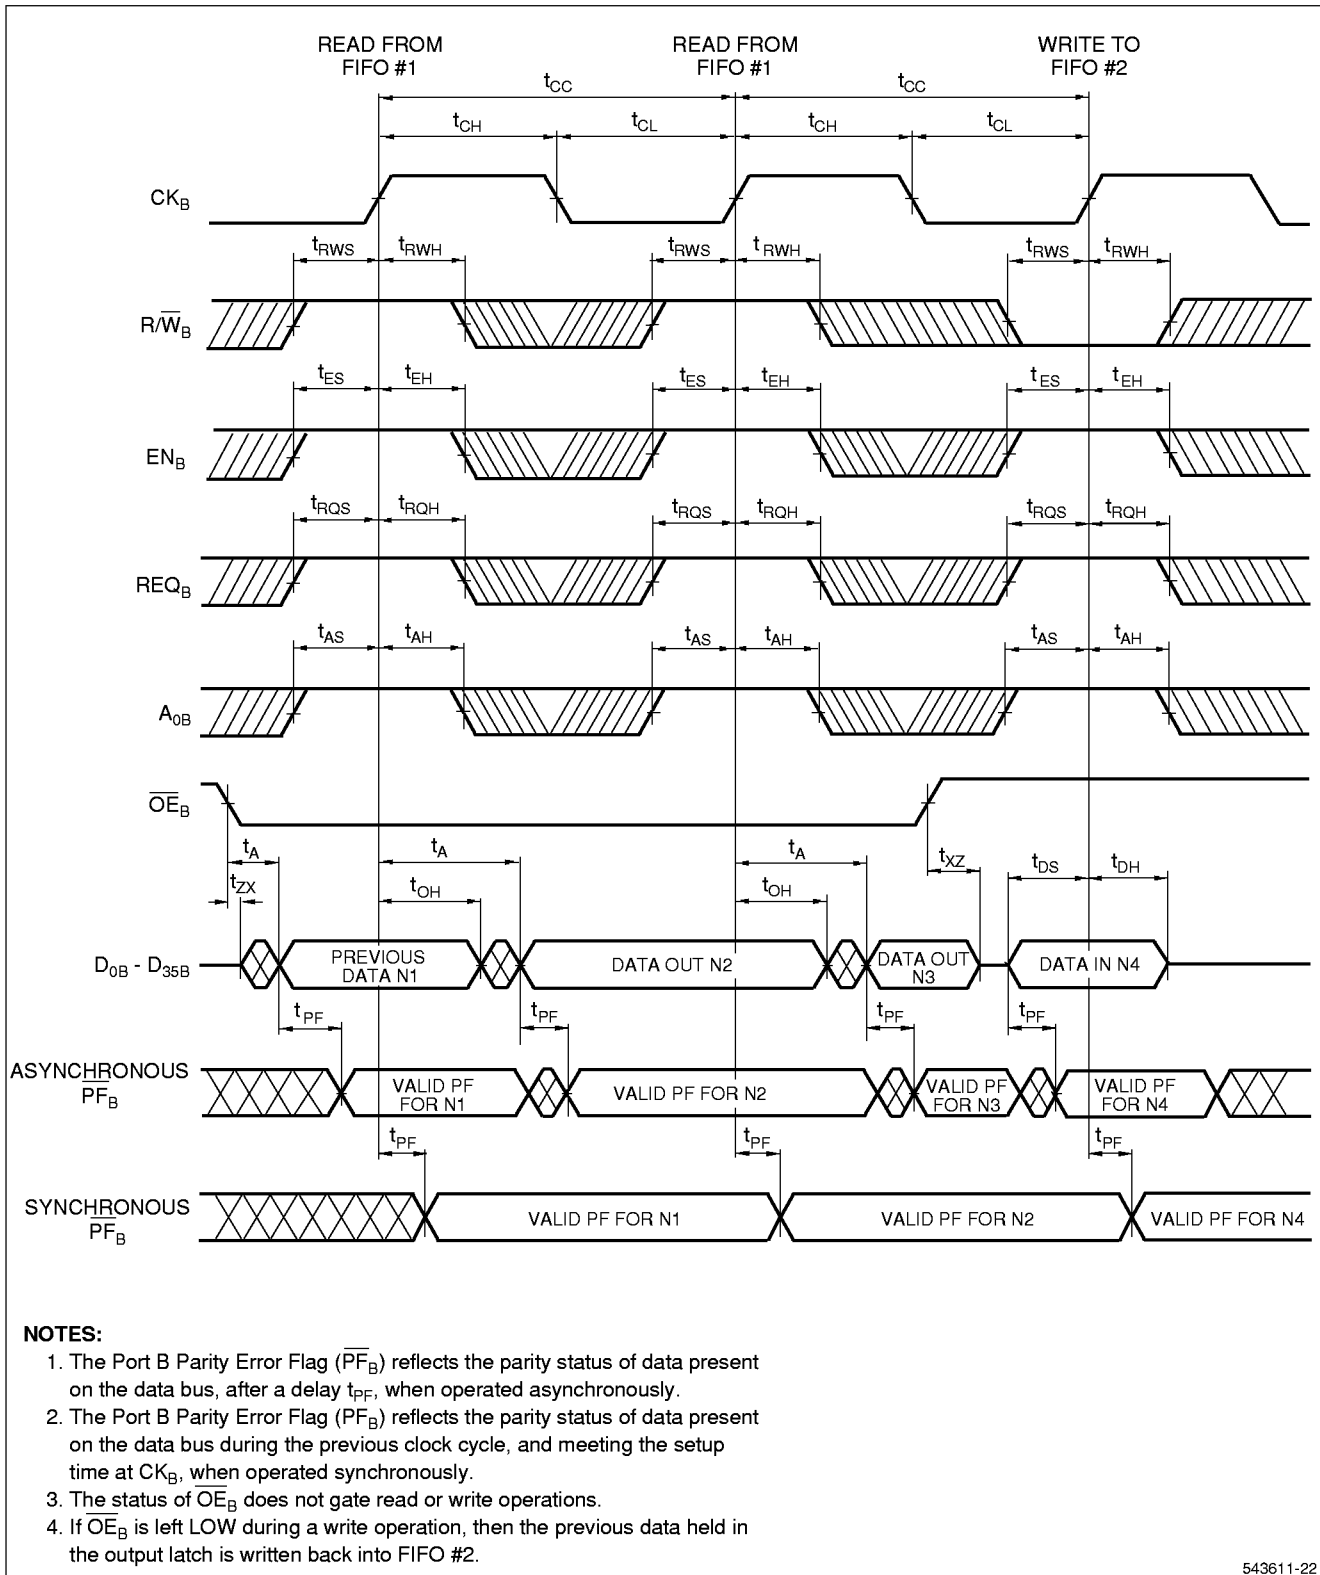 READ FROM
FIFO #1
READ FROM
FIFO #1
WRITE TO
FIFO #2
tCC
tCC
tCH
tCL
tCH
tCL
CKB
tRWS
tRWH
tRWS
tRWH
tRWS
tRWH
R/W̅B
tES
tEH
tES
tEH
tES
tEH
ENB
tRQS
tRQH
tRQS
tRQH
tRQS
tRQH
REQB
tAS
tAH
tAS
tAH
tAS
tAH
A0B
O̅E̅B
tA
tA
tA
tXZ
tDS
tDH
tZX
tOH
tOH
D0B - D35B
PREVIOUS
DATA N1
DATA OUT N2
DATA OUT
N3
DATA IN N4
tPF
tPF
tPF
tPF
ASYNCHRONOUS
P̅F̅B
VALID PF
FOR N1
VALID PF FOR N2
VALID PF
FOR N3
VALID PF
FOR N4
tPF
tPF
tPF
SYNCHRONOUS
P̅F̅B
VALID PF FOR N1
VALID PF FOR N2
VALID PF FOR N4
NOTES:
1. The Port B Parity Error Flag (P̅F̅B) reflects the parity status of data present
on the data bus, after a delay tPF, when operated asynchronously.
2. The Port B Parity Error Flag (PFB) reflects the parity status of data present
on the data bus during the previous clock cycle, and meeting the setup
time at CKB, when operated synchronously.
3. The status of O̅E̅B does not gate read or write operations.
4. If O̅E̅B is left LOW during a write operation, then the previous data held in
the output latch is written back into FIFO #2.
543611-22